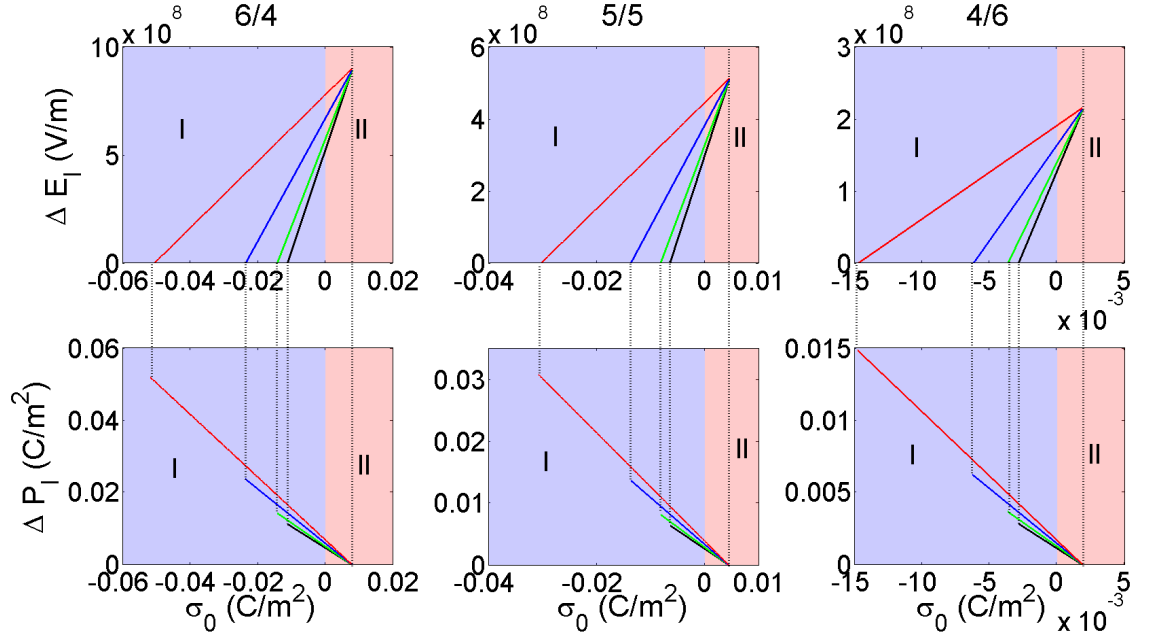 x 10^8 6/4
10
5
0
Δ E_l (V/m)
I
II
-0.06 -0.04 -0.02 0 0.02
x 10^8 5/5
6
4
2
0
I
II
-0.04 -0.02 0 0.01
x 10^8 4/6
3
2
1
0
I
II
-15 -10 -5 0 5
x 10^-3
0.06
0.04
0.02
0
Δ P_l (C/m^2)
I
II
-0.06 -0.04 -0.02 0 0.02
σ_0 (C/m^2)
0.03
0.02
0.01
0
I
II
-0.04 -0.02 0 0.01
σ_0 (C/m^2)
0.015
0.01
0.005
0
I
II
-15 -10 -5 0 5
σ_0 (C/m^2)
x 10^-3